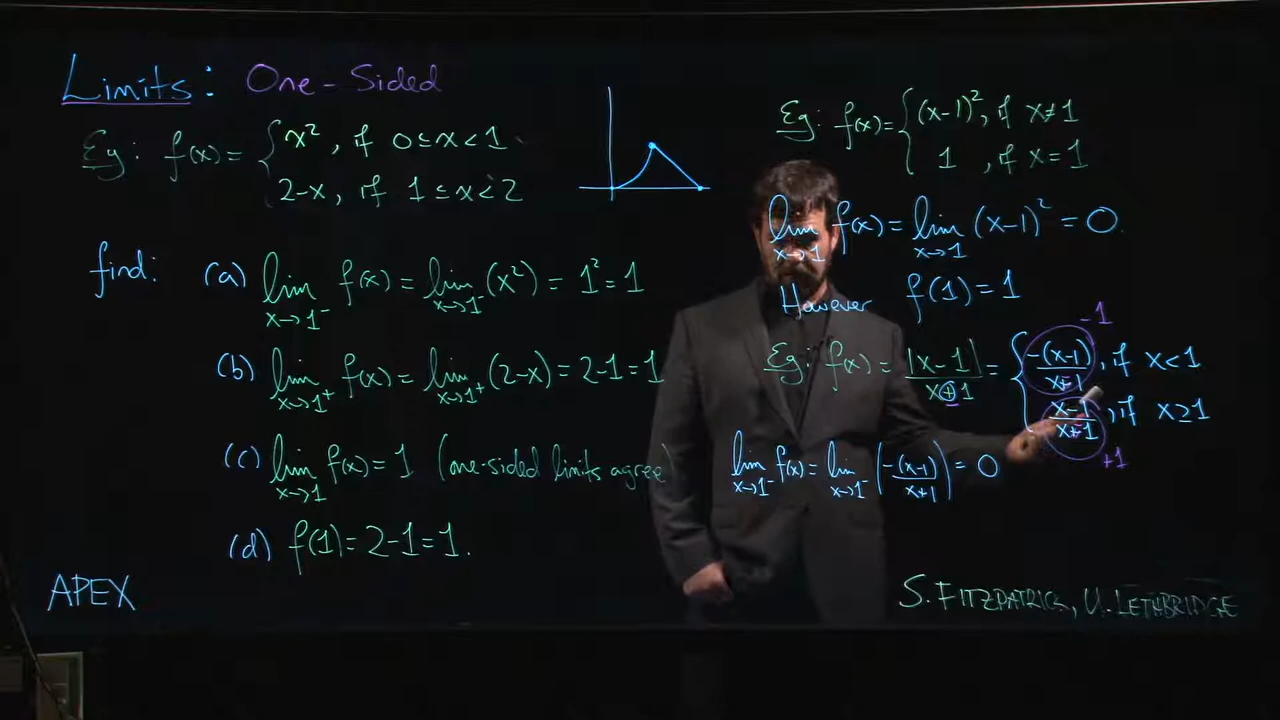 Limits: One-Sided
Eg: f(x) = { x², if 0≤x<1
2-x, if 1≤x<2
find: (a) lim x→1⁻ f(x) = lim x→1⁻ (x²) = 1² = 1
(b) lim x→1⁺ f(x) = lim x→1⁺ (2-x) = 2-1 = 1
(c) lim x→1 f(x) = 1 (one-sided limits agree)
(d) f(1) = 2-1 = 1.
APEX
Eg: f(x) = { (x-1)², if x≠1
1, if x=1
lim x→1 f(x) = lim x→1 (x-1)² = 0.
However f(1) = 1
-1
Eg: f(x) = |x-1|/(x+1) = { -(x-1)/(x+1), if x<1
(x-1)/(x+1), if x≥1
+1
lim x→1⁻ f(x) = lim x→1⁻ (-(x-1)/(x+1)) = 0
S. FITZPATRICK, U. LETHBRIDGE